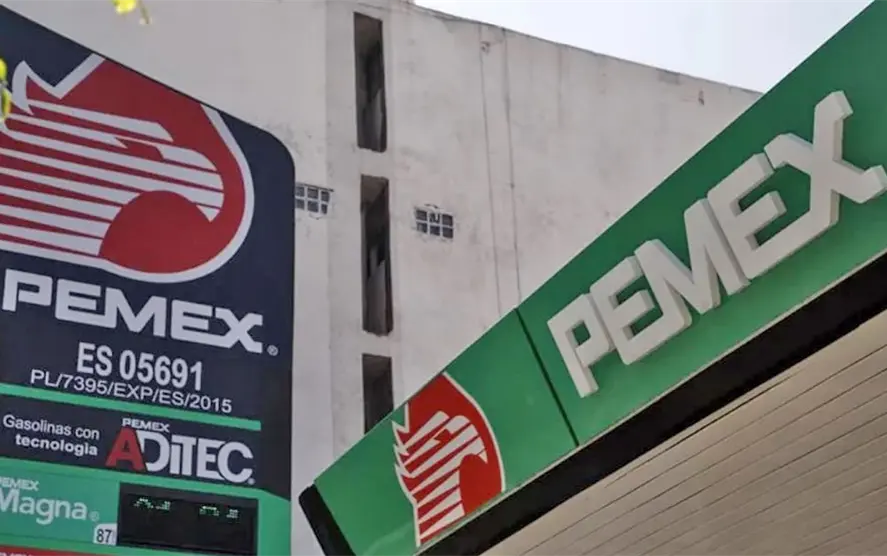 PEMEX®
ES 05691
PL/7395/EXP/ES/2015
Gasolinas con
tecnología
PEMEX
ADiTEC
PEMEX
Magna®
87
PEMEX